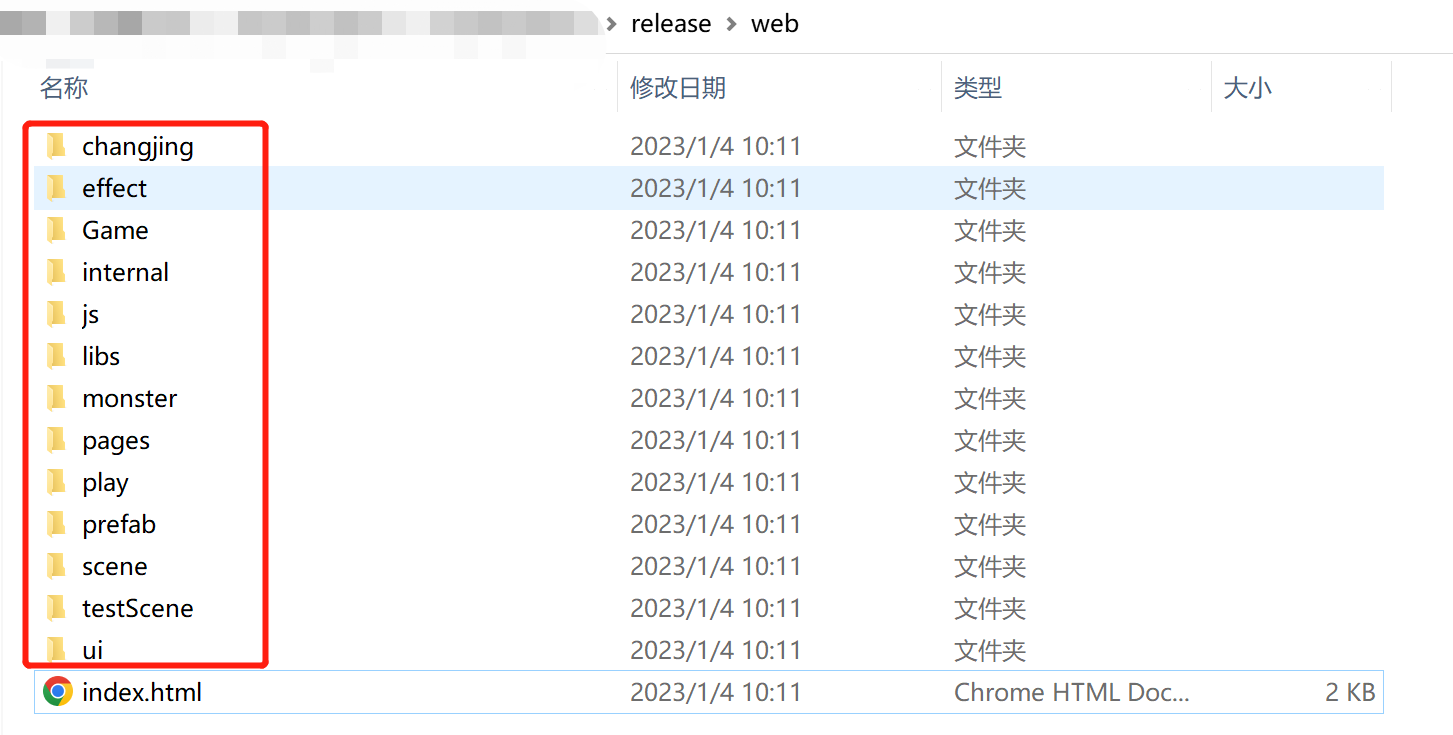 release > web
名称 修改日期 类型 大小
changjing 2023/1/4 10:11 文件夹
effect 2023/1/4 10:11 文件夹
Game 2023/1/4 10:11 文件夹
internal 2023/1/4 10:11 文件夹
js 2023/1/4 10:11 文件夹
libs 2023/1/4 10:11 文件夹
monster 2023/1/4 10:11 文件夹
pages 2023/1/4 10:11 文件夹
play 2023/1/4 10:11 文件夹
prefab 2023/1/4 10:11 文件夹
scene 2023/1/4 10:11 文件夹
testScene 2023/1/4 10:11 文件夹
ui 2023/1/4 10:11 文件夹
index.html 2023/1/4 10:11 Chrome HTML Doc... 2 KB